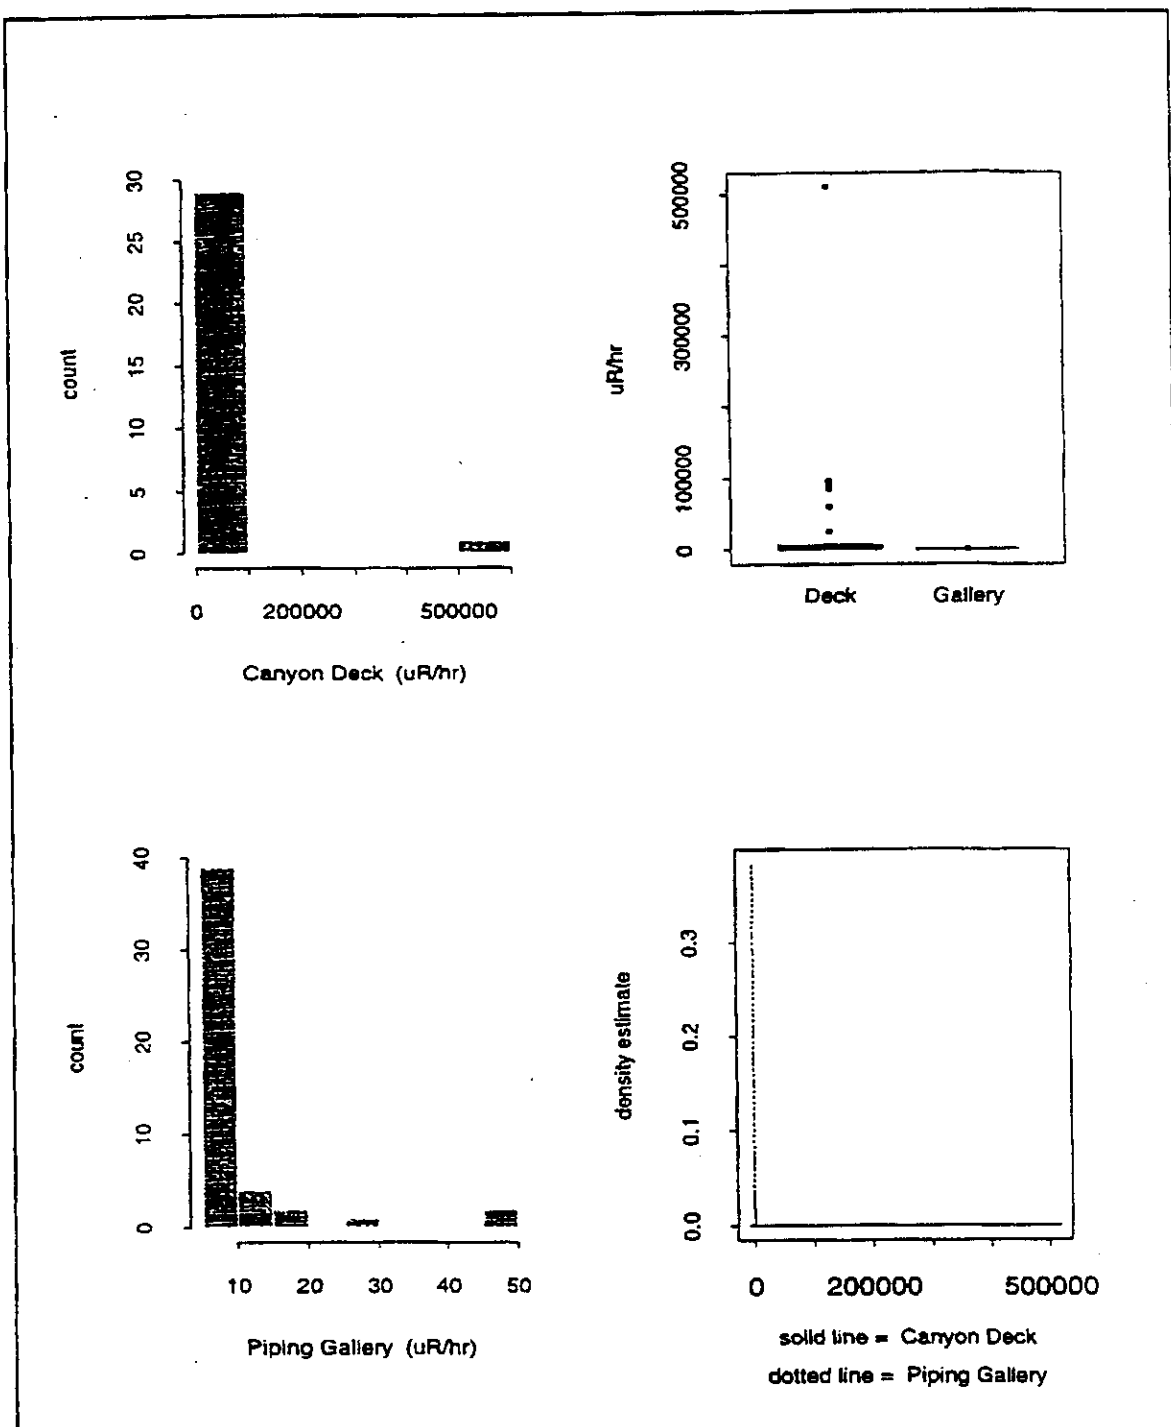 30
25
20
15
10
5
0
count
0 200000 500000
Canyon Deck (uR/hr)
500000
300000
100000
0
uR/hr
Deck Gallery
40
30
20
10
0
count
10 20 30 40 50
Piping Gallery (uR/hr)
0.3
0.2
0.1
0.0
density estimate
0 200000 500000
solid line = Canyon Deck
dotted line = Piping Gallery